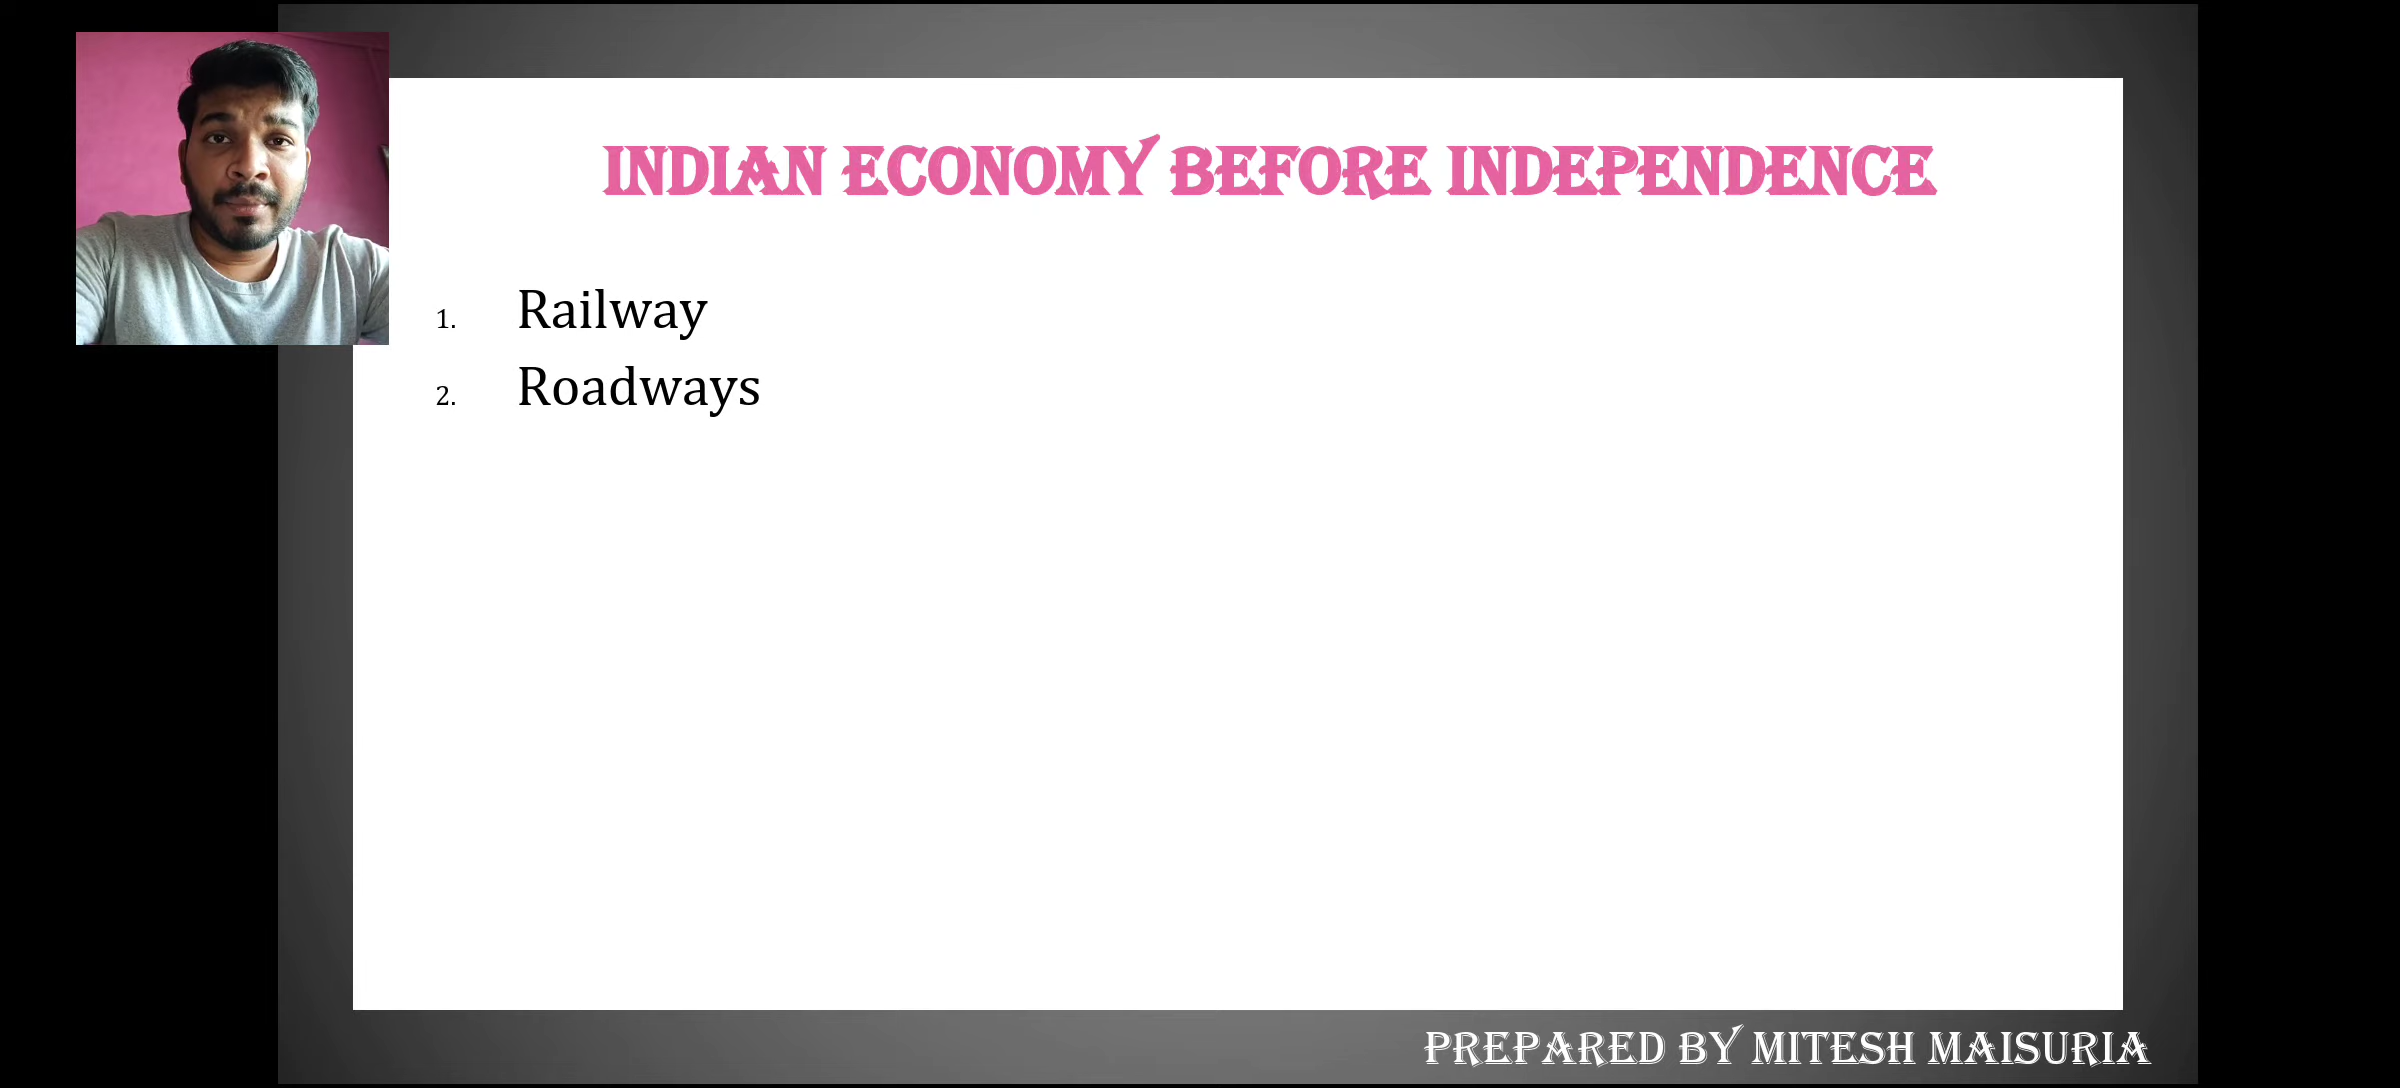 INDIAN ECONOMY BEFORE INDEPENDENCE
1. Railway
2. Roadways
PREPARED BY MITESH MAISURIA